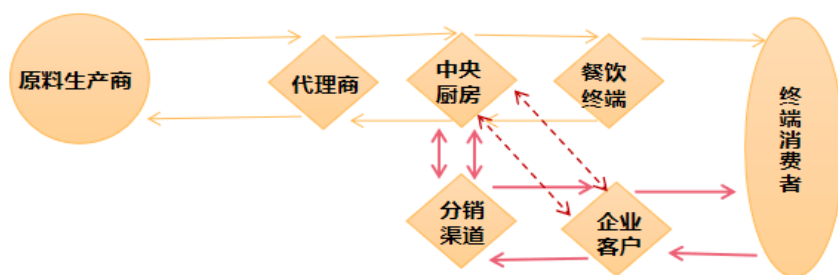 原料生产商
代理商
中央
厨房
餐饮
终端
终端消费者
分销
渠道
企业
客户